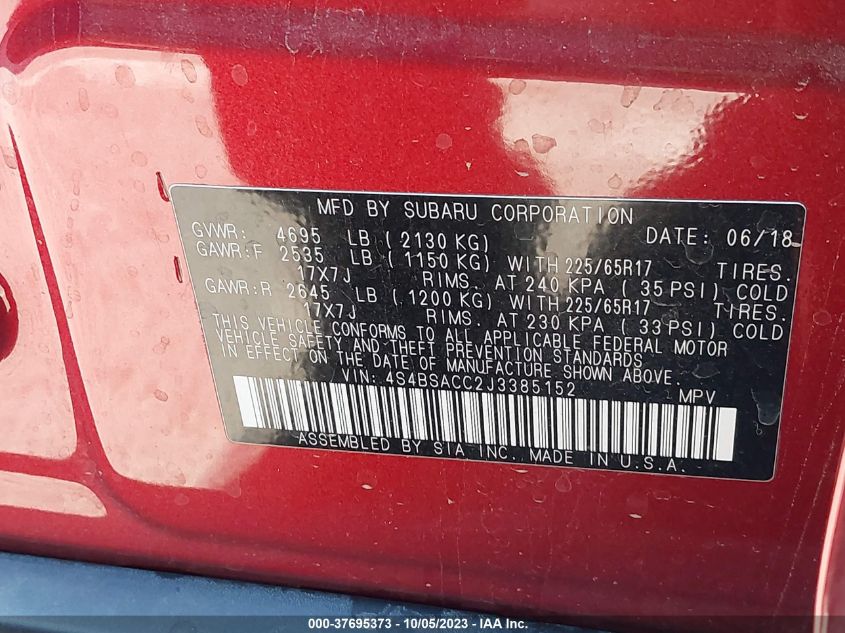 MFD BY SUBARU CORPORATION
GVWR: 4695 LB ( 2130 KG) DATE: 06/18
GAWR:F 2535 LB ( 1150 KG) WITH 225/65R17 TIRES.
17X7J RIMS. AT 240 KPA ( 35 PSI) COLD
GAWR:R 2645 LB ( 1200 KG) WITH 225/65R17 TIRES.
17X7J RIMS. AT 230 KPA ( 33 PSI) COLD
THIS VEHICLE CONFORMS TO ALL APPLICABLE FEDERAL MOTOR
VEHICLE SAFETY AND THEFT PREVENTION STANDARDS
IN EFFECT ON THE DATE OF MANUFACTURE SHOWN ABOVE.
VIN: 4S4BSACC2J3385152 MPV
ASSEMBLED BY SIA INC. MADE IN U.S.A.
000-37695373 - 10/05/2023 - IAA Inc.